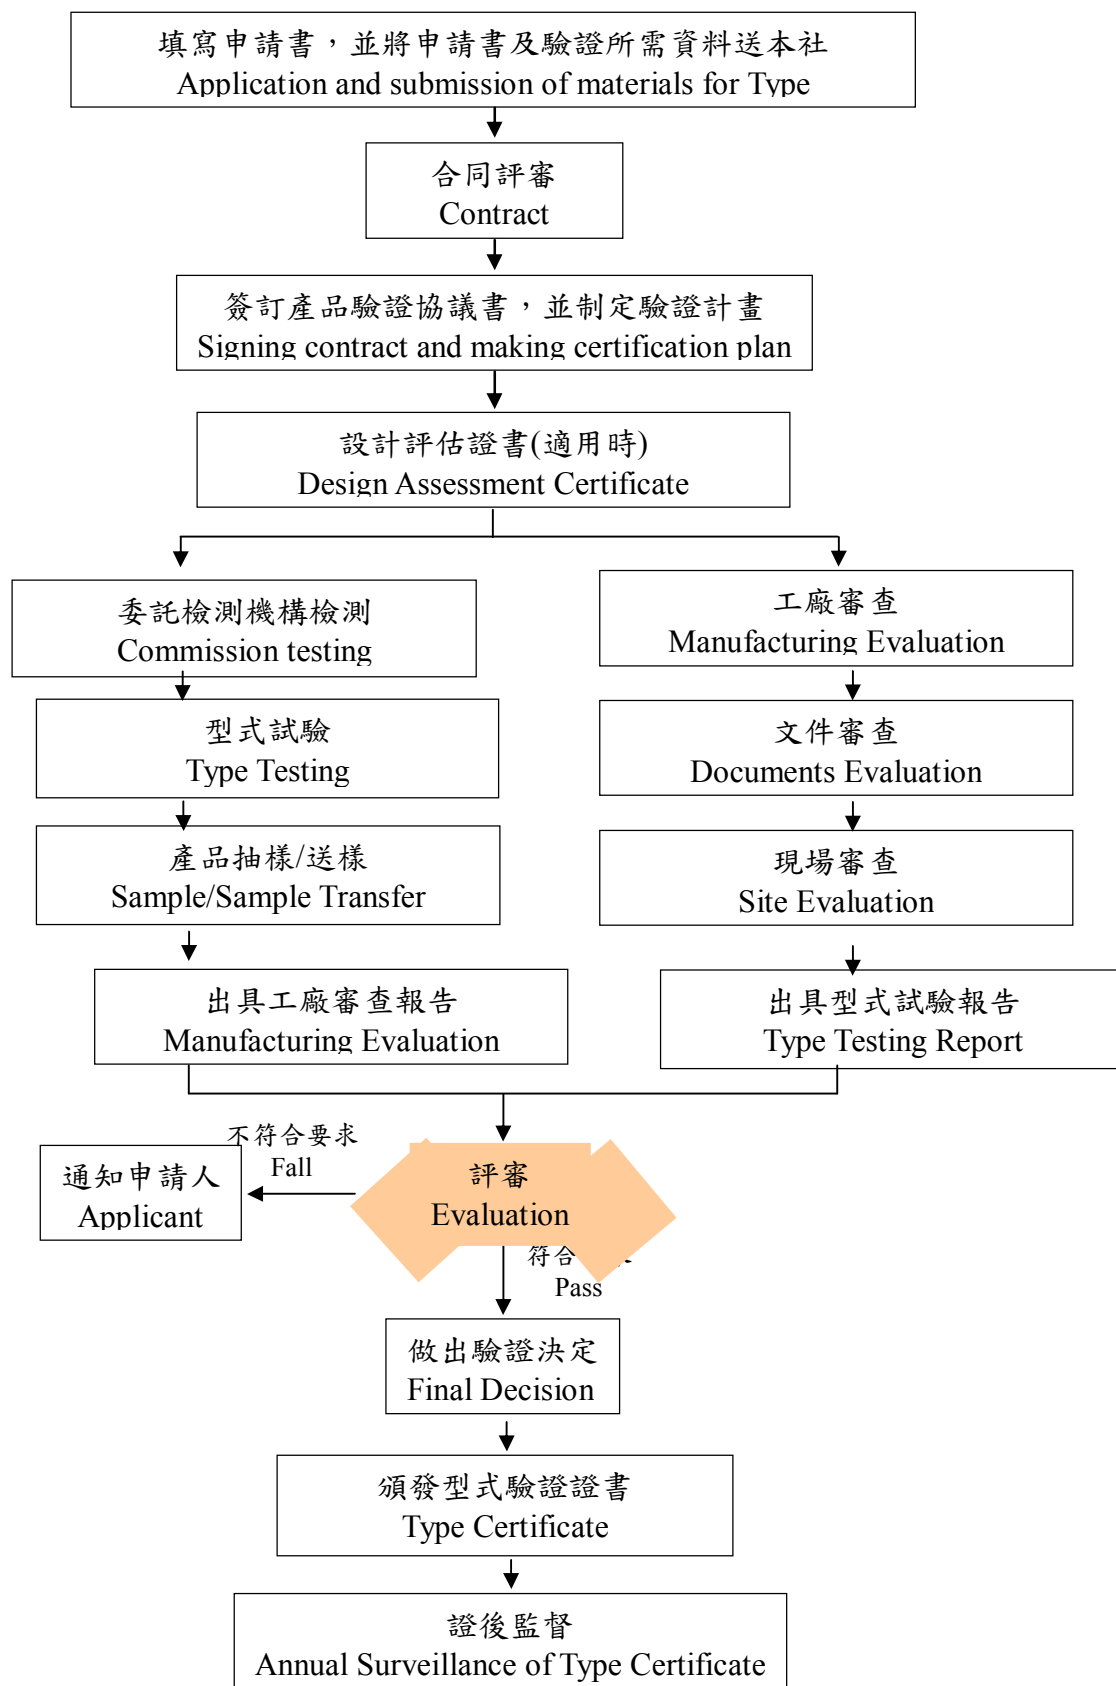 填寫申請書，並將申請書及驗證所需資料送本社
Application and submission of materials for Type
合同評審
Contract
簽訂產品驗證協議書，並制定驗證計畫
Signing contract and making certification plan
設計評估證書(適用時)
Design Assessment Certificate
委託檢測機構檢測
Commission testing
型式試驗
Type Testing
產品抽樣/送樣
Sample/Sample Transfer
出具工廠審查報告
Manufacturing Evaluation
工廠審查
Manufacturing Evaluation
文件審查
Documents Evaluation
現場審查
Site Evaluation
出具型式試驗報告
Type Testing Report
評審
Evaluation
不符合要求
Fall
通知申請人
Applicant
符合
Pass
做出驗證決定
Final Decision
頒發型式驗證證書
Type Certificate
證後監督
Annual Surveillance of Type Certificate